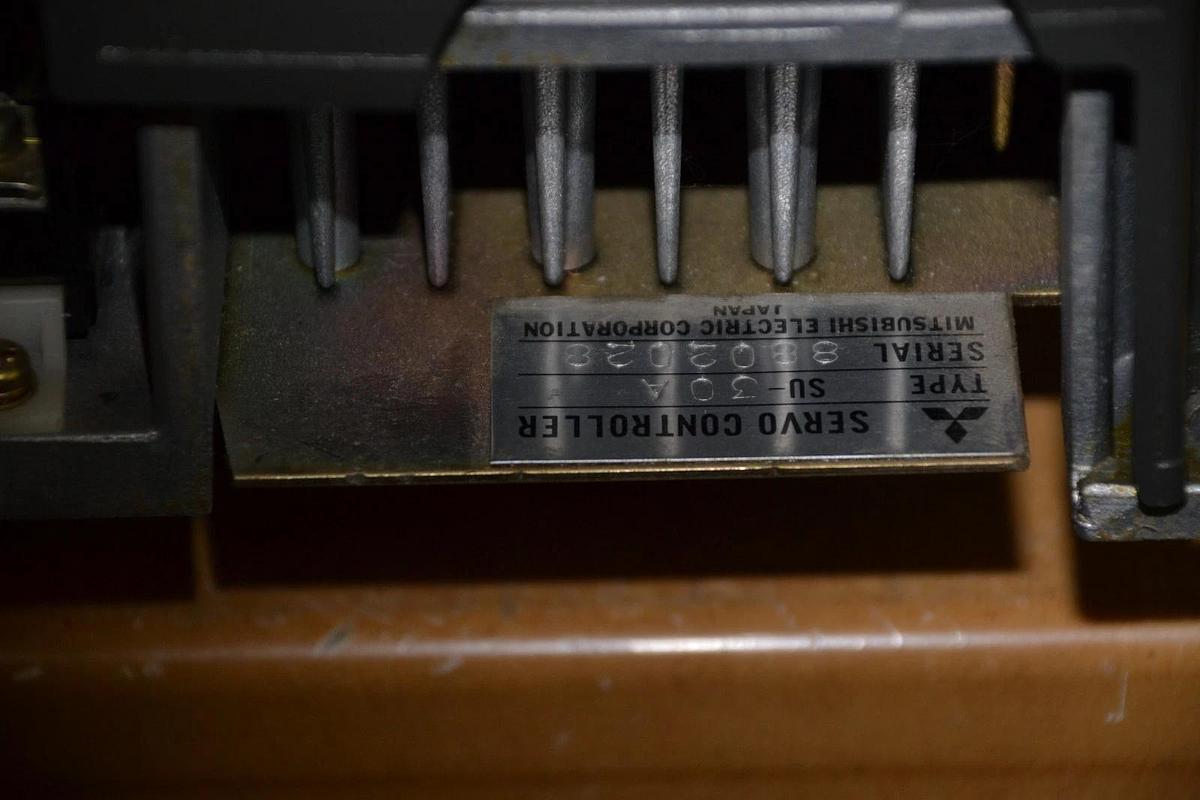 SERVO CONTROLLER
TYPE SU-30A
SERIAL 8802028
MITSUBISHI ELECTRIC CORPORATION
JAPAN